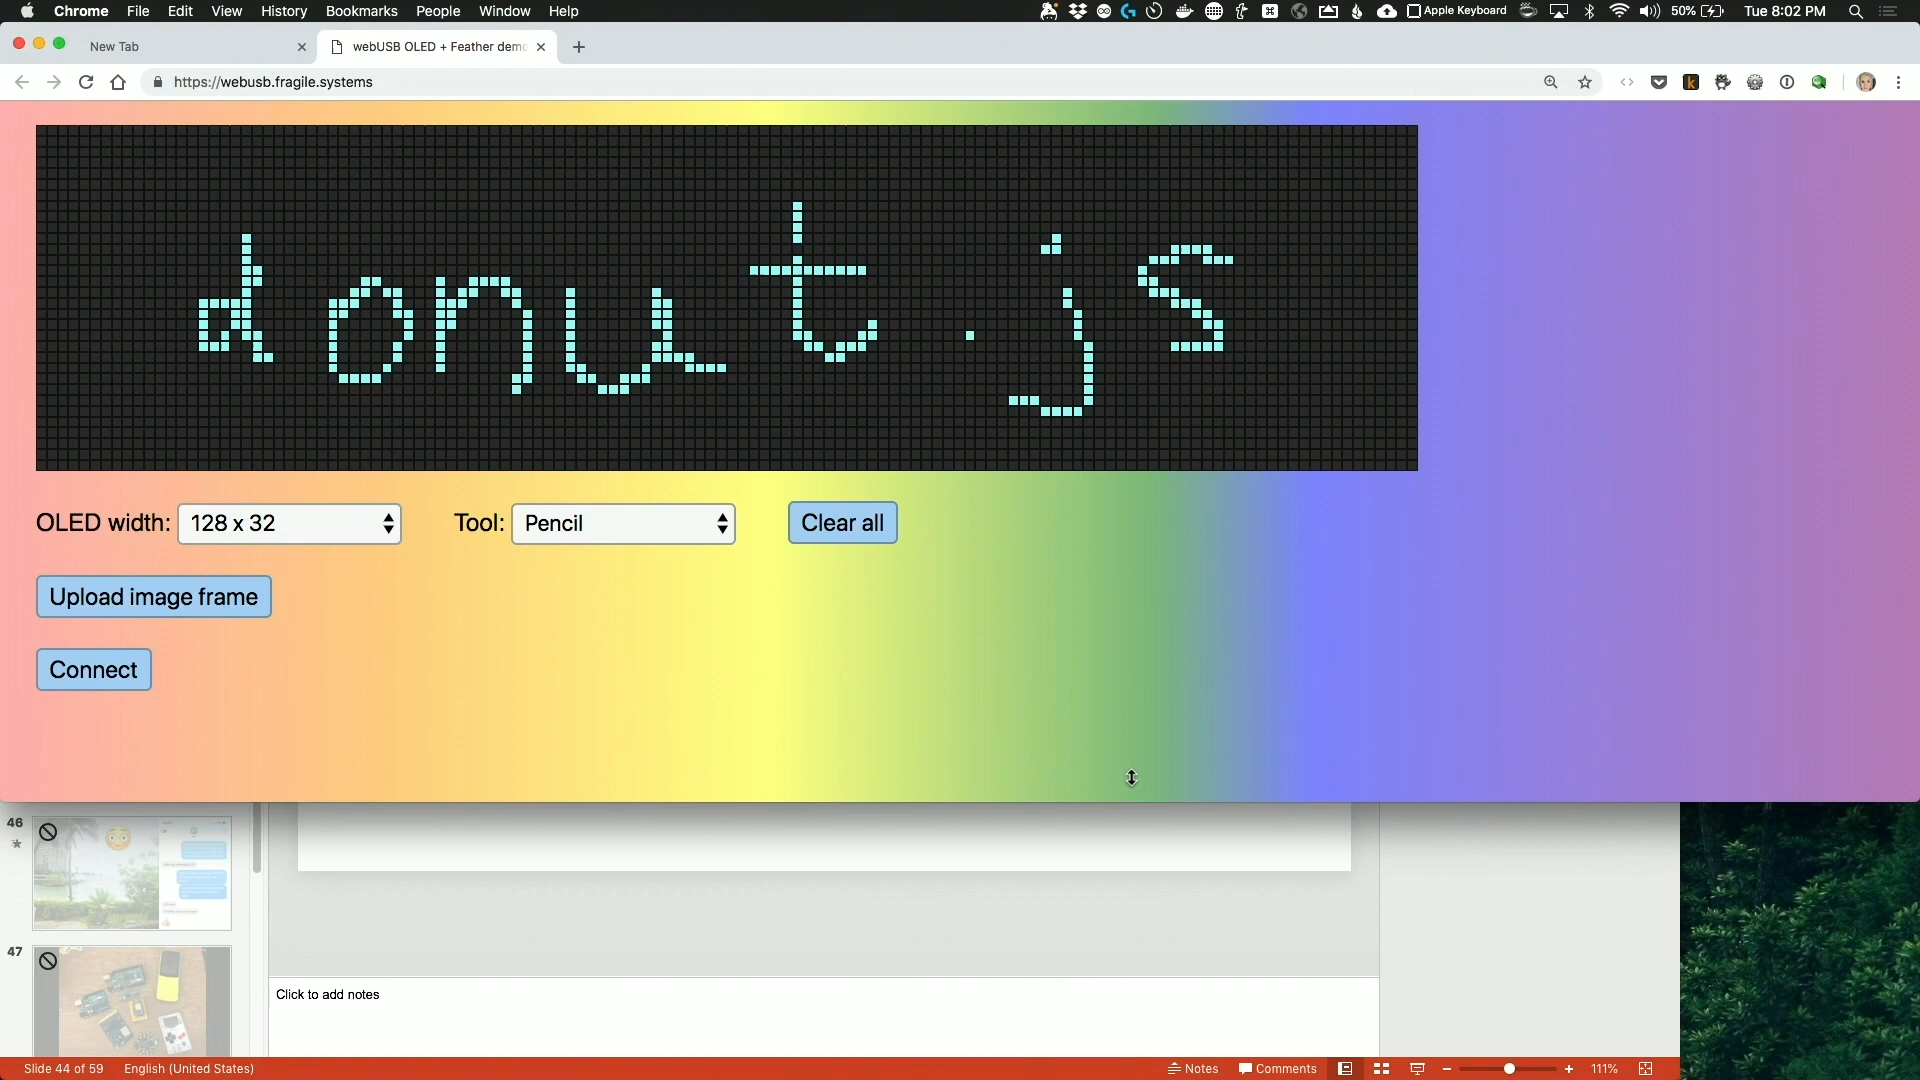 Chrome File Edit View History Bookmarks People Window Help Apple Keyboard 50% Tue 8:02 PM
New Tab webUSB OLED + Feather demo
https://webusb.fragile.systems
donut.js
OLED width: 128 x 32 Tool: Pencil Clear all
Upload image frame
Connect
46
47
Click to add notes
Slide 44 of 59 English (United States) Notes Comments 111%